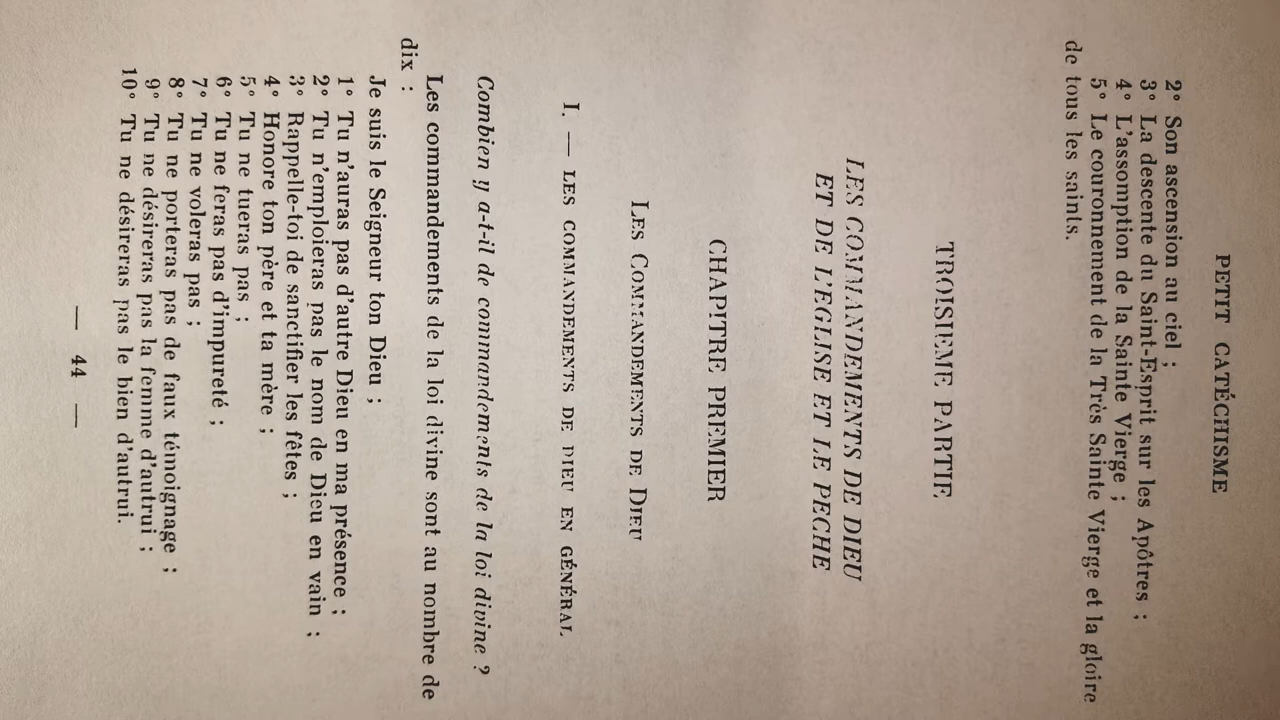 PETIT CATÉCHISME
2° Son ascension au ciel ;
3° La descente du Saint-Esprit sur les Apôtres ;
4° L'assomption de la Sainte Vierge ;
5° Le couronnement de la Très Sainte Vierge et la gloire
de tous les saints.
TROISIEME PARTIE
LES COMMANDEMENTS DE DIEU
ET DE L'EGLISE ET LE PECHE
CHAPITRE PREMIER
LES COMMANDEMENTS DE DIEU
I. — LES COMMANDEMENTS DE DIEU EN GÉNÉRAL
Combien y a-t-il de commandements de la loi divine ?
Les commandements de la loi divine sont au nombre de
dix :
Je suis le Seigneur ton Dieu ;
1° Tu n'auras pas d'autre Dieu en ma présence ;
2° Tu n'emploieras pas le nom de Dieu en vain ;
3° Rappelle-toi de sanctifier les fêtes ;
4° Honore ton père et ta mère ;
5° Tu ne tueras pas ;
6° Tu ne feras pas d'impureté ;
7° Tu ne voleras pas ;
8° Tu ne porteras pas de faux témoignage ;
9° Tu ne désireras pas la femme d'autrui ;
10° Tu ne désireras pas le bien d'autrui.
— 44 —